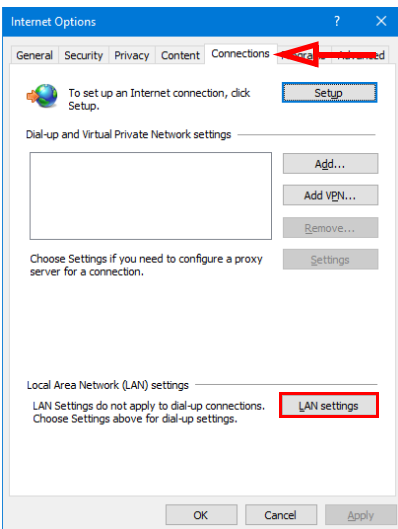 Internet Options
?
General Security Privacy Content Connections Advanced
To set up an Internet connection, click
Setup.
Setup
Dial-up and Virtual Private Network settings
Add...
Add VPN...
Remove...
Choose Settings if you need to configure a proxy
server for a connection.
Settings
Local Area Network (LAN) settings
LAN Settings do not apply to dial-up connections.
Choose Settings above for dial-up settings.
LAN settings
OK Cancel Apply